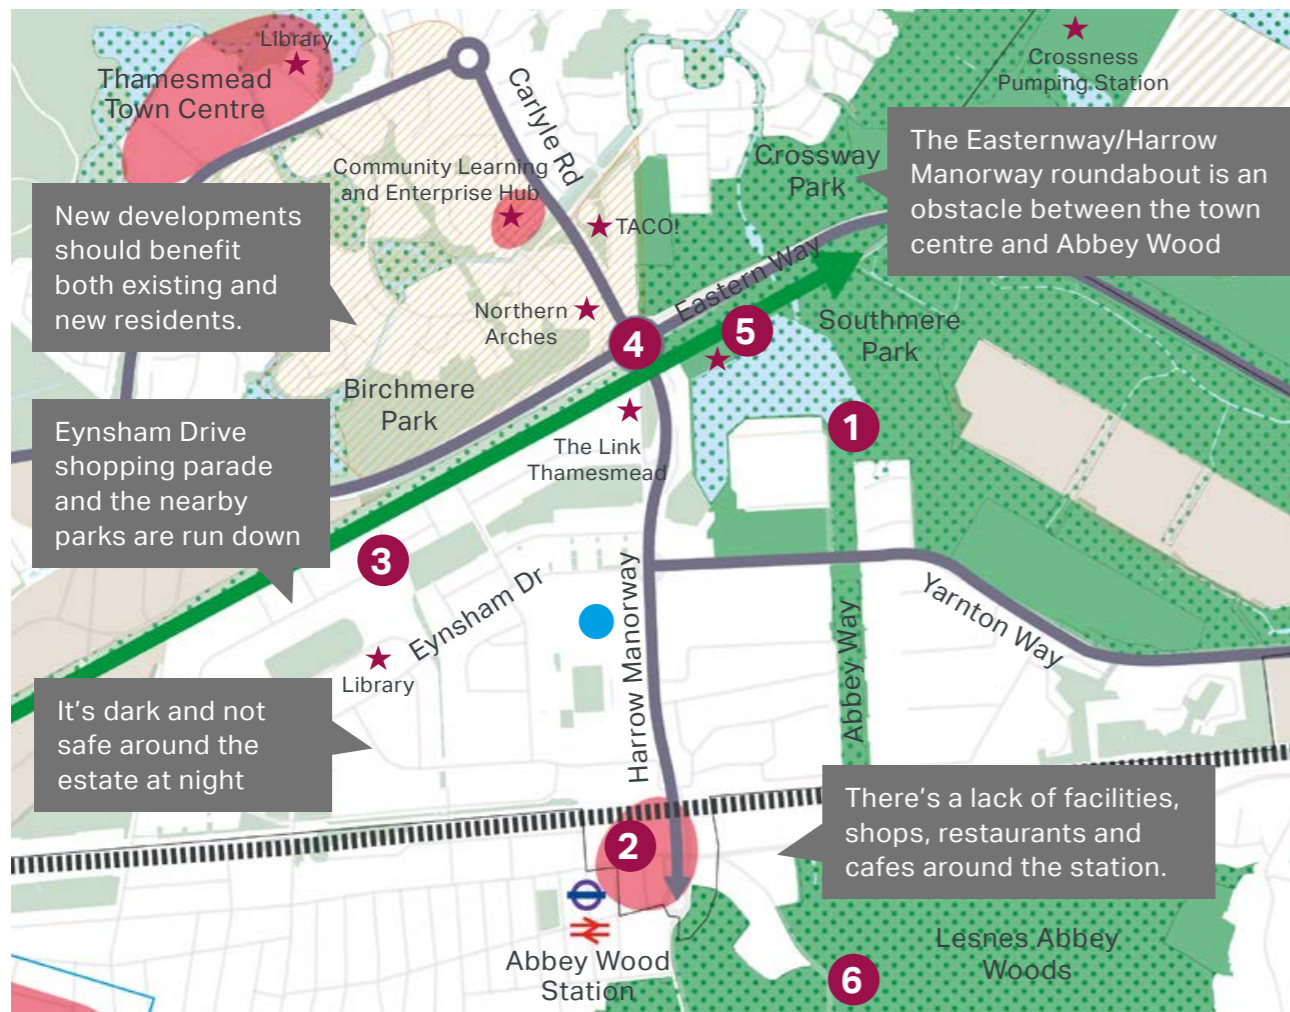 Library
Thamesmead
Town Centre
Carlyle Rd
Crossness
Pumping Station
Community Learning
and Enterprise Hub
TACO!
Crossway
Park
The Easternway/Harrow
Manorway roundabout is an
obstacle between the town
centre and Abbey Wood
New developments
should benefit
both existing and
new residents.
Northern
Arches
Eastern Way
4
5
Southmere
Park
Birchmere
Park
Eynsham Drive
shopping parade
and the nearby
parks are run down
The Link
Thamesmead
1
3
Eynsham Dr
Harrow Manorway
Abbey Way
Yarnton Way
Library
It's dark and not
safe around the
estate at night
2
There's a lack of facilities,
shops, restaurants and
cafes around the station.
Abbey Wood
Station
Lesnes Abbey
Woods
6